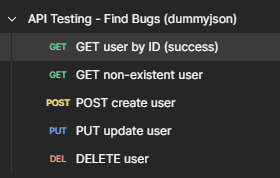 API Testing - Find Bugs (dummyjson)
GET GET user by ID (success)
GET GET non-existent user
POST POST create user
PUT PUT update user
DEL DELETE user